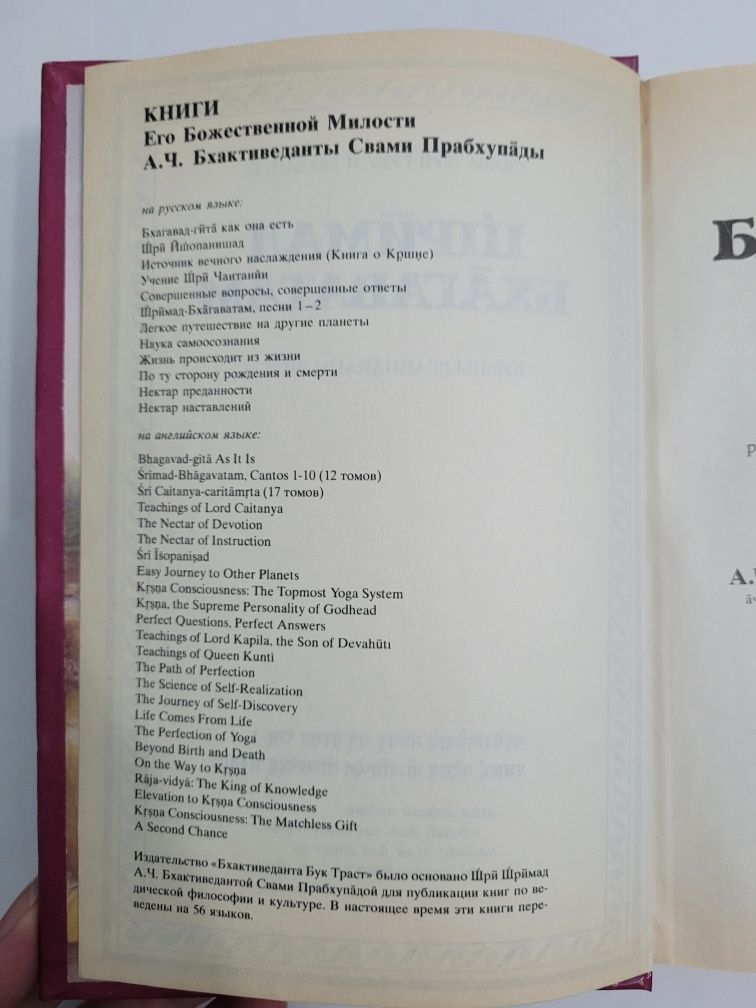 КНИГИ
Его Божественной Милости
А.Ч. Бхактиведанты Свами Прабхупа̄ды
на русском языке:
Бхагавад-гӣта̄ как она есть
Ш́рӣ Ӣш́опанишад
Источник вечного наслаждения (Книга о Кришне)
Учение Ш́рӣ Чаитанйи
Совершенные вопросы, совершенные ответы
Ш́рӣмад-Бха̄гаватам, песни 1–2
Легкое путешествие на другие планеты
Наука самоосознания
Жизнь происходит из жизни
По ту сторону рождения и смерти
Нектар преданности
Нектар наставлений
на английском языке:
Bhagavad-gītā As It Is
Śrīmad-Bhāgavatam, Cantos 1-10 (12 томов)
Śrī Caitanya-caritāmṛta (17 томов)
Teachings of Lord Caitanya
The Nectar of Devotion
The Nectar of Instruction
Śrī Īśopaniṣad
Easy Journey to Other Planets
Kṛṣṇa Consciousness: The Topmost Yoga System
Kṛṣṇa, the Supreme Personality of Godhead
Perfect Questions, Perfect Answers
Teachings of Lord Kapila, the Son of Devahūti
Teachings of Queen Kuntī
The Path of Perfection
The Science of Self-Realization
The Journey of Self-Discovery
Life Comes From Life
The Perfection of Yoga
Beyond Birth and Death
On the Way to Kṛṣṇa
Rāja-vidyā: The King of Knowledge
Elevation to Kṛṣṇa Consciousness
Kṛṣṇa Consciousness: The Matchless Gift
A Second Chance
Издательство «Бхактиведанта Бук Траст» было основано Ш́рӣ Ш́рӣмад
А.Ч. Бхактиведантой Свами Прабхупа̄дой для публикации книг по ве-
дической философии и культуре. В настоящее время эти книги пере-
ведены на 56 языков.